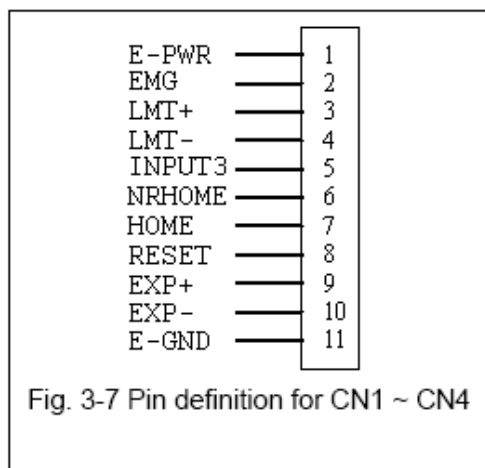 E-PWR 1
EMG 2
LMT+ 3
LMT- 4
INPUT3 5
NRHOME 6
HOME 7
RESET 8
EXP+ 9
EXP- 10
E-GND 11
Fig. 3-7 Pin definition for CN1 ~ CN4